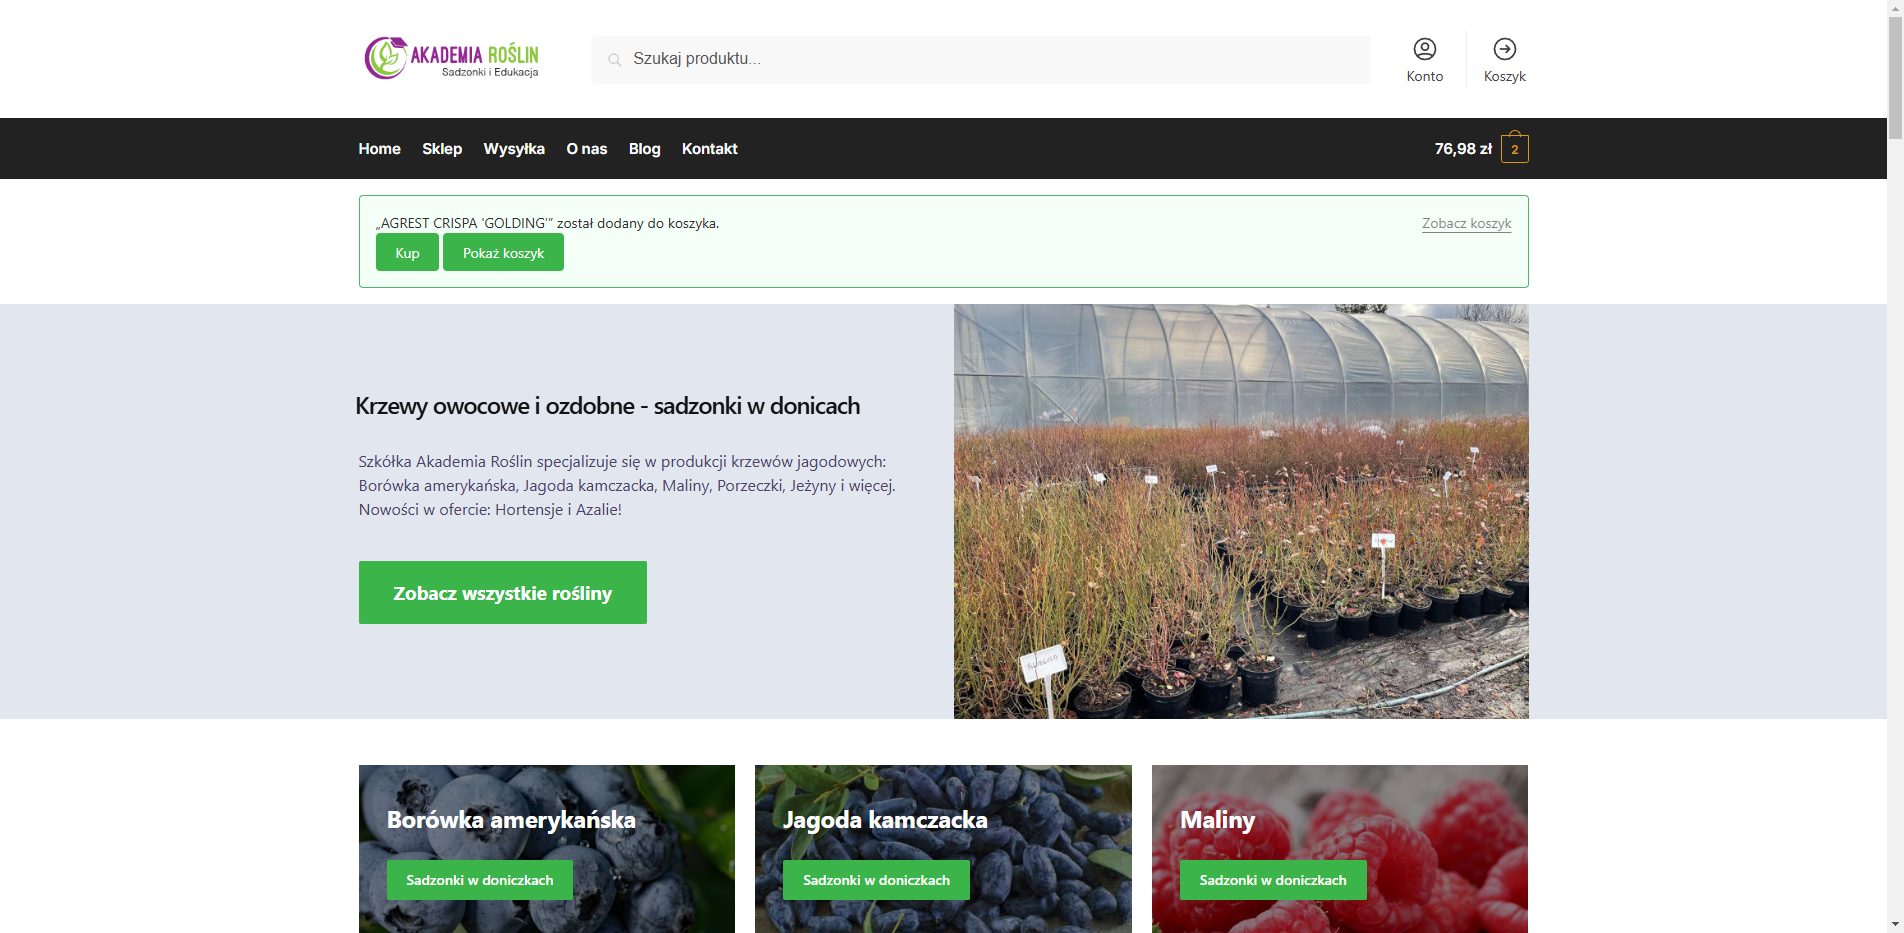 AKADEMIA ROŚLIN
Sadzonki i Edukacja
Szukaj produktu...
Konto
Koszyk
Home
Sklep
Wysyłka
O nas
Blog
Kontakt
76,98 zł
2
„AGREST CRISPA 'GOLDING'” został dodany do koszyka.
Zobacz koszyk
Kup
Pokaż koszyk
Krzewy owocowe i ozdobne - sadzonki w donicach
Szkółka Akademia Roślin specjalizuje się w produkcji krzewów jagodowych:
Borówka amerykańska, Jagoda kamczacka, Maliny, Porzeczki, Jeżyny i więcej.
Nowości w ofercie: Hortensje i Azalie!
Zobacz wszystkie rośliny
Borówka amerykańska
Sadzonki w doniczkach
Jagoda kamczacka
Sadzonki w doniczkach
Maliny
Sadzonki w doniczkach